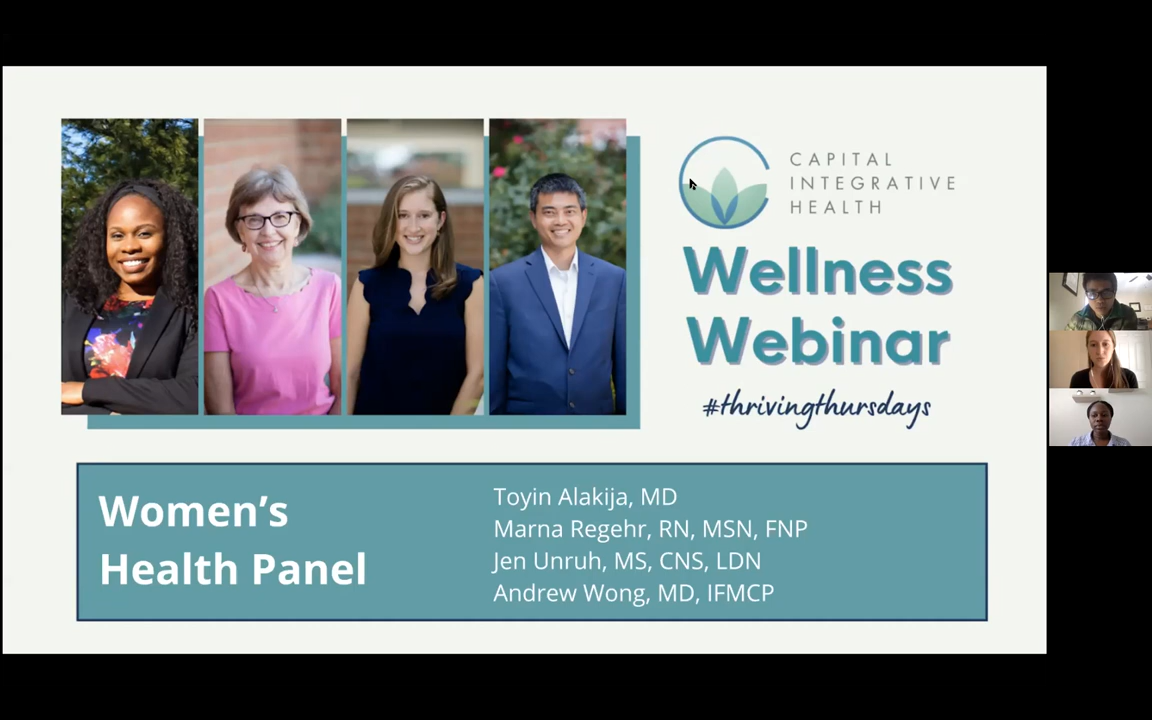 CAPITAL
INTEGRATIVE
HEALTH
Wellness
Webinar
#thrivingthursdays
Women’s
Health Panel
Toyin Alakija, MD
Marna Regehr, RN, MSN, FNP
Jen Unruh, MS, CNS, LDN
Andrew Wong, MD, IFMCP